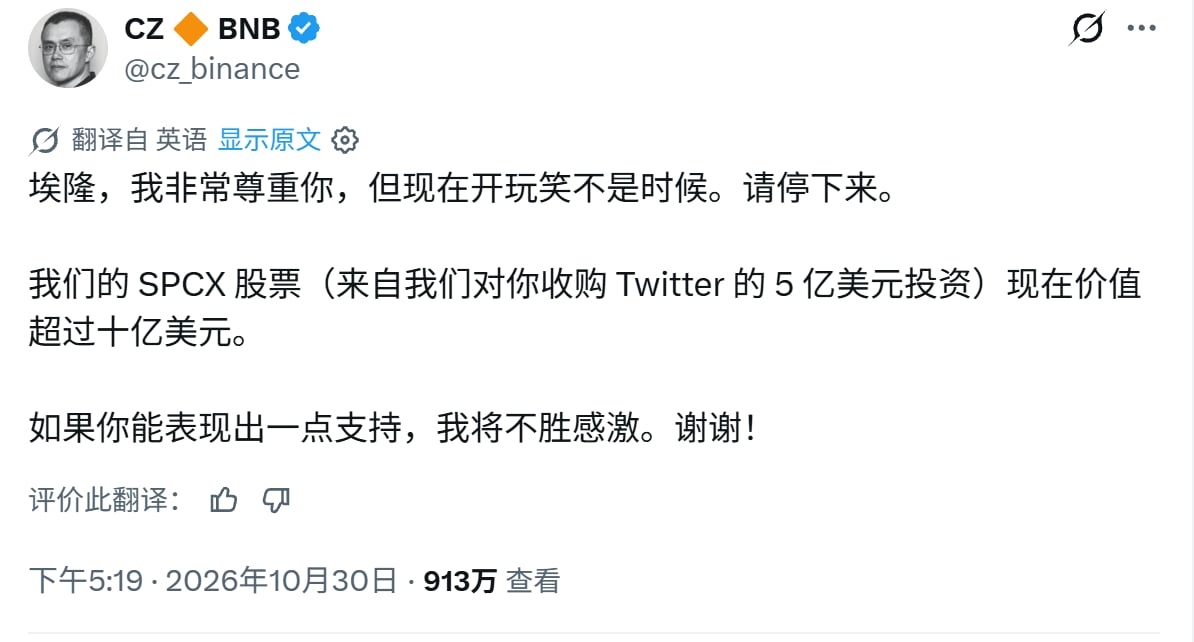 CZ 🔶 BNB
@cz_binance
翻译自 英语 显示原文
埃隆，我非常尊重你，但现在开玩笑不是时候。请停下来。
我们的 SPCX 股票（来自我们对你收购 Twitter 的 5 亿美元投资）现在价值
超过十亿美元。
如果你能表现出一点支持，我将不胜感激。谢谢！
评价此翻译：
下午5:19 · 2026年10月30日 · 913万 查看